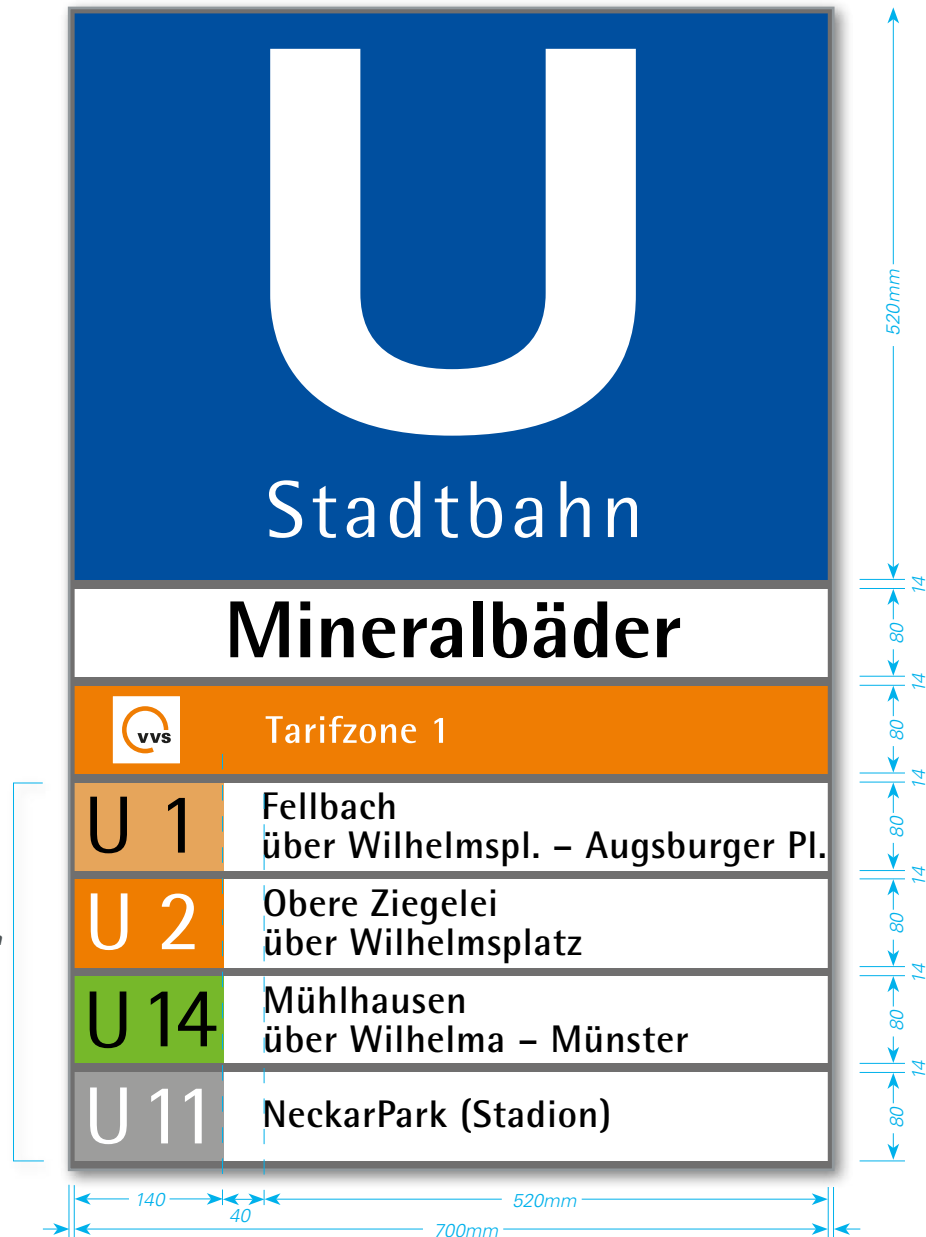 U
Stadtbahn
Mineralbäder
vvs
Tarifzone 1
U 1
Fellbach
über Wilhelmspl. – Augsburger Pl.
U 2
Obere Ziegelei
über Wilhelmsplatz
U 14
Mühlhausen
über Wilhelma – Münster
U 11
NeckarPark (Stadion)
520mm
14
80
14
80
14
80
14
80
14
80
14
80
140
40
520mm
700mm